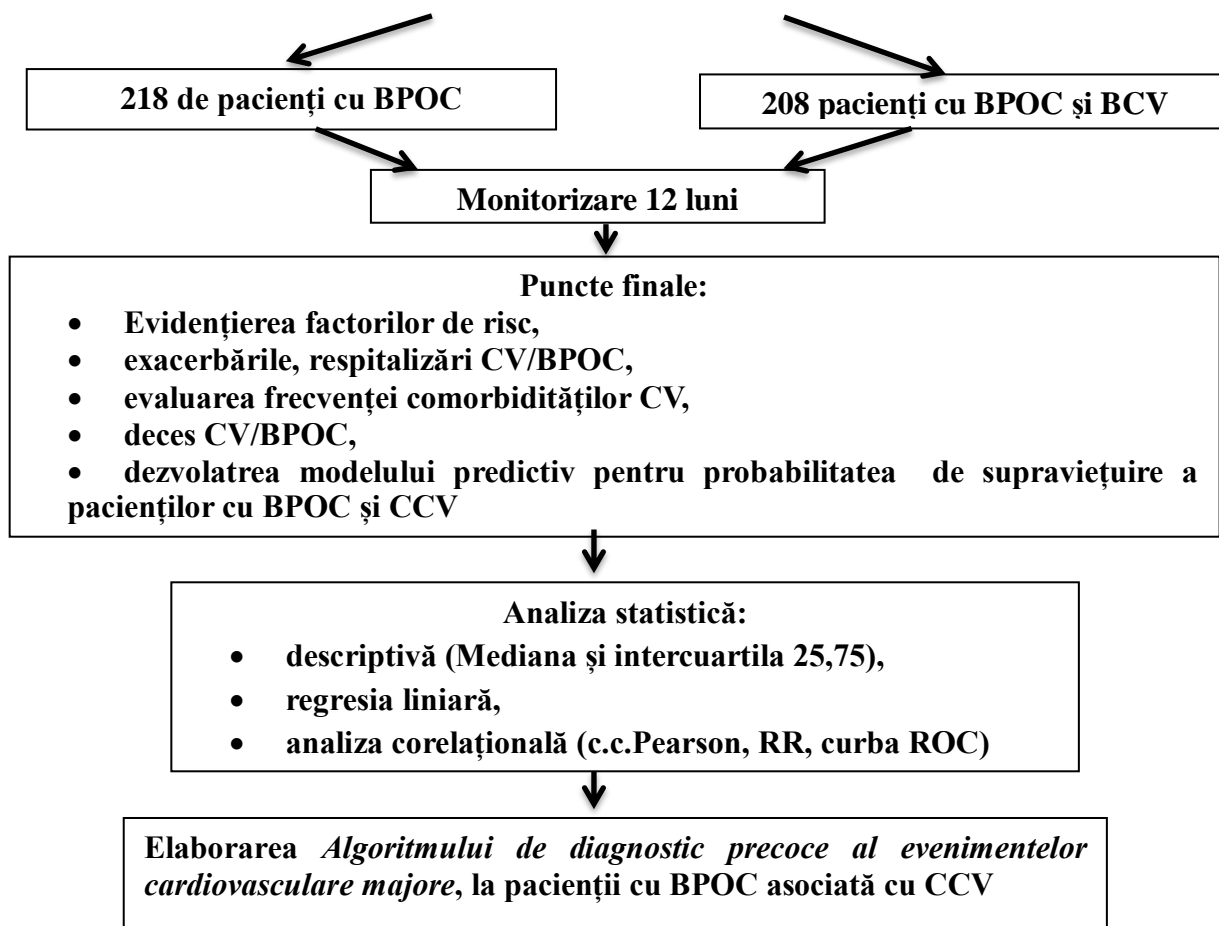 218 de pacienți cu BPOC
208 pacienți cu BPOC și BCV
Monitorizare 12 luni
Puncte finale:
• Evidențierea factorilor de risc,
• exacerbările, respitalizări CV/BPOC,
• evaluarea frecvenței comorbidităților CV,
• deces CV/BPOC,
• dezvolatrea modelului predictiv pentru probabilitatea de supraviețuire a
pacienților cu BPOC și CCV
Analiza statistică:
• descriptivă (Mediana și intercuartila 25,75),
• regresia liniară,
• analiza corelațională (c.c.Pearson, RR, curba ROC)
Elaborarea Algoritmului de diagnostic precoce al evenimentelor
cardiovasculare majore, la pacienții cu BPOC asociată cu CCV